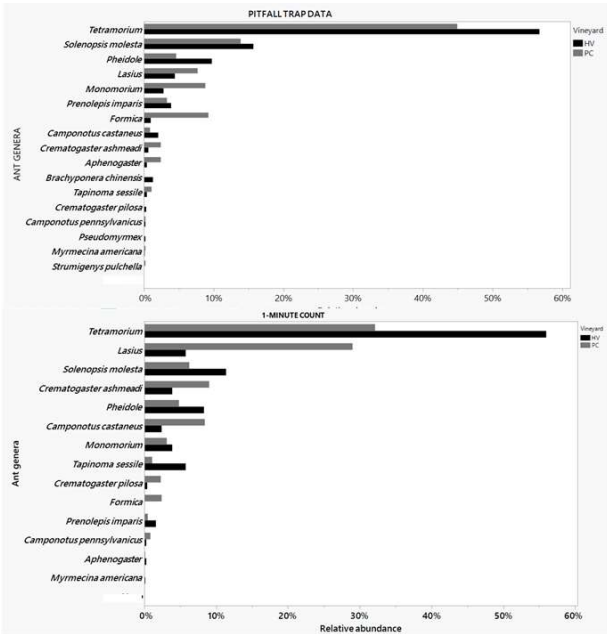 PITFALL TRAP DATA
Tetramorium
Solenopsis molesta
Pheidole
Lasius
Monomorium
Prenolepis imparis
Formica
Camponotus castaneus
Crematogaster ashmeadi
Aphenogaster
Brachyponera chinensis
Tapinoma sessile
Crematogaster pilosa
Camponotus pennsylvanicus
Pseudomyrmex
Myrmecina americana
Strumigenys pulchella
ANT GENERA
0% 10% 20% 30% 40% 50% 60%
Vineyard
HV
PC
1-MINUTE COUNT
Tetramorium
Lasius
Solenopsis molesta
Crematogaster ashmeadi
Pheidole
Camponotus castaneus
Monomorium
Tapinoma sessile
Crematogaster pilosa
Formica
Prenolepis imparis
Camponotus pennsylvanicus
Aphenogaster
Myrmecina americana
Ant genera
0% 10% 20% 30% 40% 50% 60%
Relative abundance
Vineyard
HV
PC